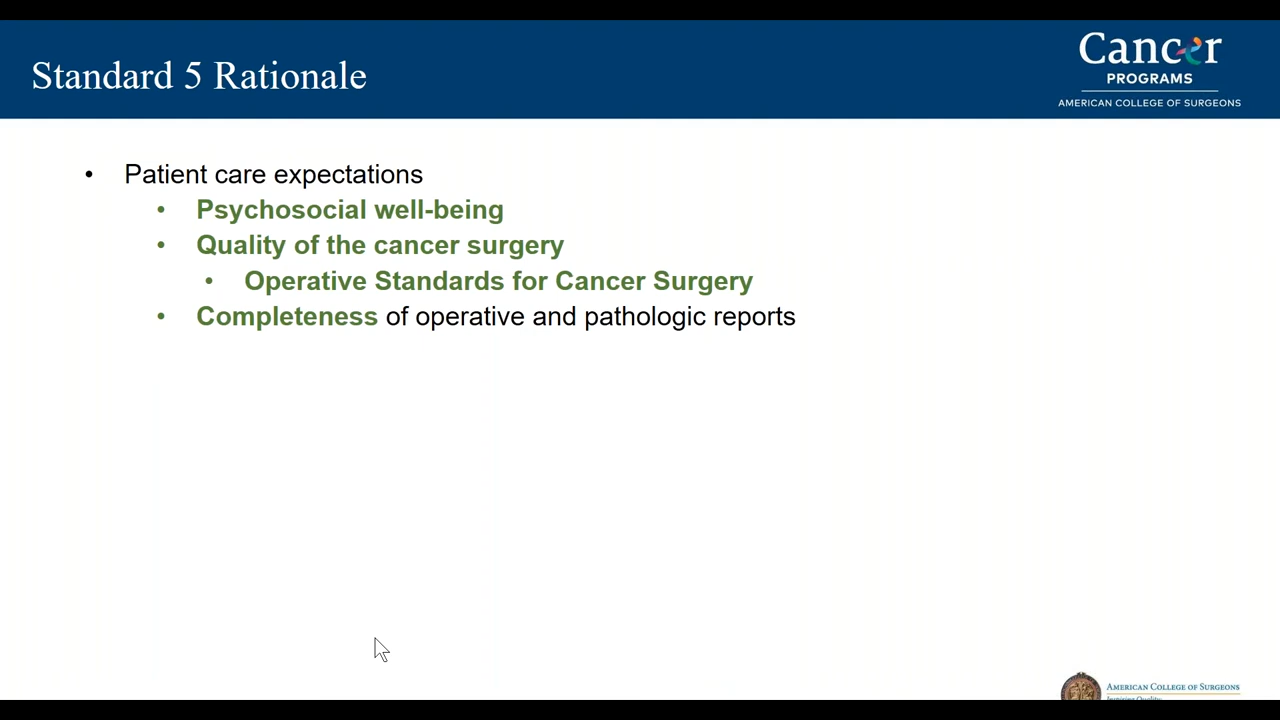 Standard 5 Rationale
Cancer
PROGRAMS
AMERICAN COLLEGE OF SURGEONS
• Patient care expectations
• Psychosocial well-being
• Quality of the cancer surgery
• Operative Standards for Cancer Surgery
• Completeness of operative and pathologic reports
AMERICAN COLLEGE OF SURGEONS